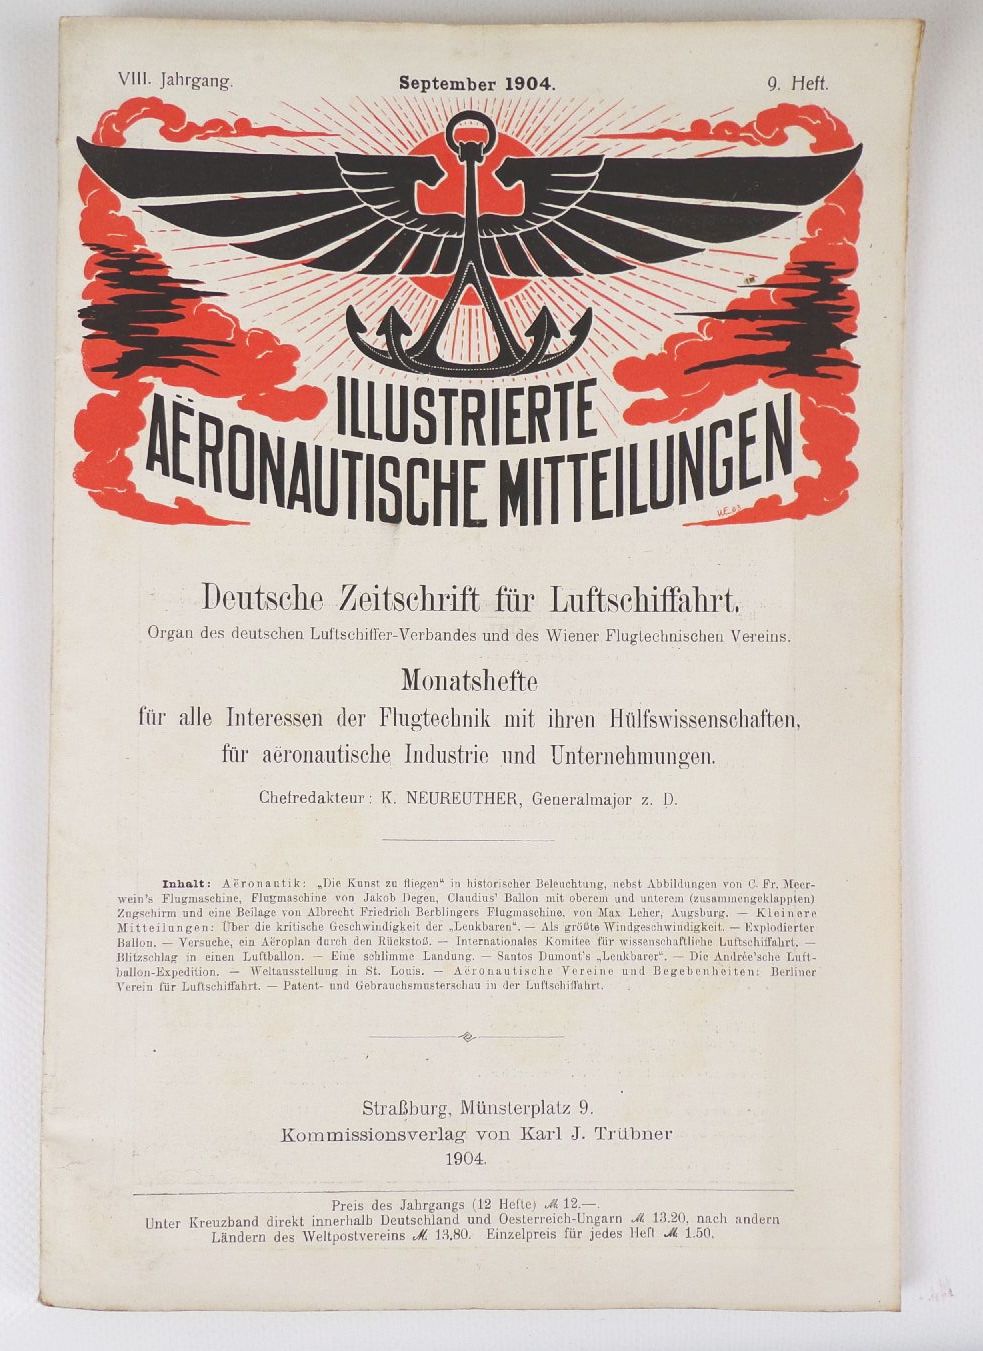 VIII. Jahrgang.
September 1904.
9. Heft.
ILLUSTRIERTE
AËRONAUTISCHE MITTEILUNGEN
Deutsche Zeitschrift für Luftschiffahrt.
Organ des deutschen Luftschiffer-Verbandes und des Wiener Flugtechnischen Vereins.
Monatshefte
für alle Interessen der Flugtechnik mit ihren Hülfswissenschaften,
für aëronautische Industrie und Unternehmungen.
Chefredakteur: K. NEUREUTHER, Generalmajor z. D.
Inhalt: Aëronautik: „Die Kunst zu fliegen“ in historischer Beleuchtung, nebst Abbildungen von C. Fr. Meer-
wein's Flugmaschine, Flugmaschine von Jakob Degen, Claudius' Ballon mit oberem und unterem (zusammengeklappten)
Zugschirm und eine Beilage von Albrecht Friedrich Berblingers Flugmaschine, von Max Leher, Augsburg. — Kleinere
Mitteilungen: Über die kritische Geschwindigkeit der „Lenkbaren“. — Als größte Windgeschwindigkeit. — Explodierter
Ballon. — Versuche, ein Aëroplan durch den Rückstoß. — Internationales Komitee für wissenschaftliche Luftschiffahrt. —
Blitzschlag in einen Luftballon. — Eine schlimme Landung. — Santos Dumont's „Lenkbarer“. — Die Andrée'sche Luft-
ballon-Expedition. — Weltausstellung in St. Louis. — Aëronautische Vereine und Begebenheiten: Berliner
Verein für Luftschiffahrt. — Patent- und Gebrauchsmusterschau in der Luftschiffahrt.
Straßburg, Münsterplatz 9.
Kommissionsverlag von Karl J. Trübner
1904.
Preis des Jahrgangs (12 Hefte) ℳ 12.—.
Unter Kreuzband direkt innerhalb Deutschland und Oesterreich-Ungarn ℳ 13.20, nach andern
Ländern des Weltpostvereins ℳ 13,80. Einzelpreis für jedes Heft ℳ 1.50.